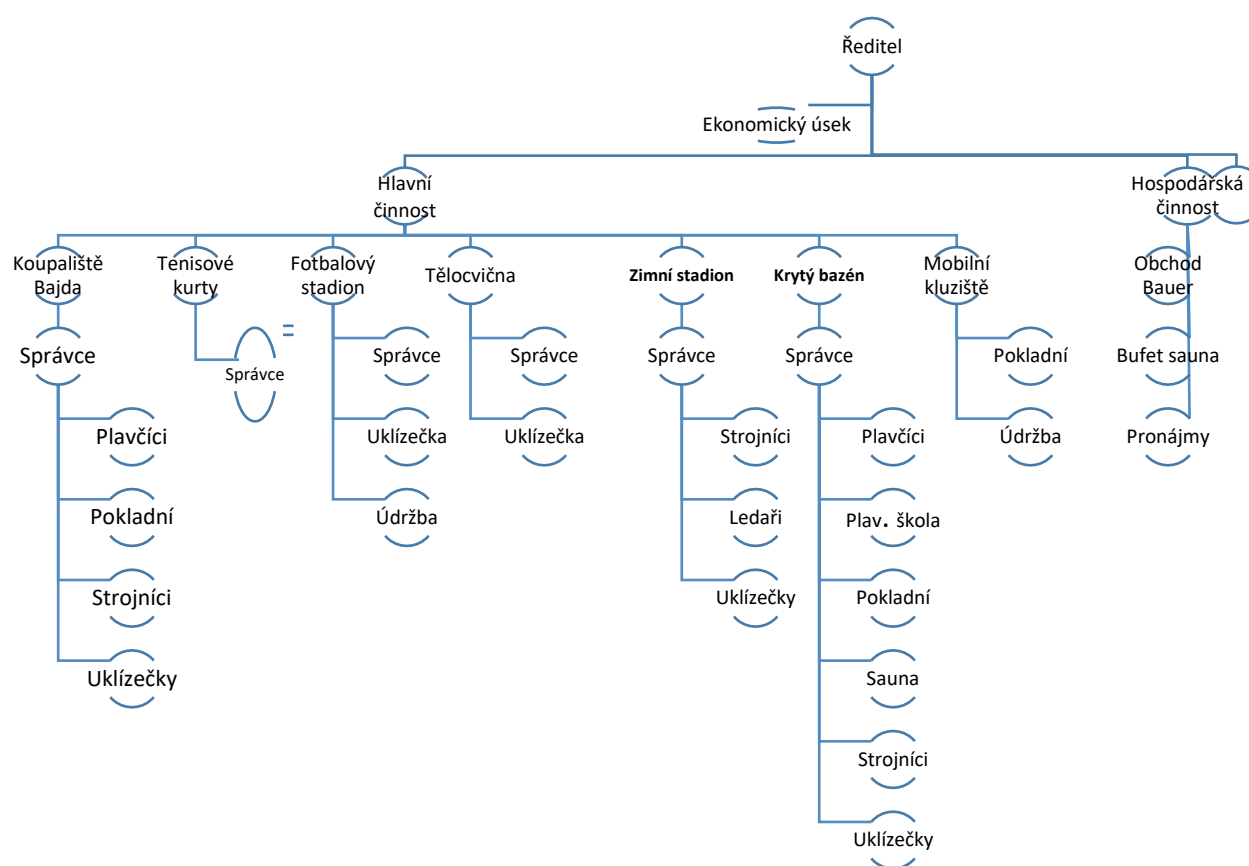 Ředitel
Ekonomický úsek
Hlavní
činnost
Hospodářská
činnost
Koupaliště
Bajda
Tenisové
kurty
Fotbalový
stadion
Tělocvična
Zimní stadion
Krytý bazén
Mobilní
kluziště
Obchod
Bauer
Správce
Správce
Správce
Správce
Správce
Správce
Pokladní
Bufet sauna
Plavčíci
Uklízečka
Uklízečka
Strojníci
Plavčíci
Údržba
Pronájmy
Pokladní
Údržba
Ledaři
Plav. škola
Strojníci
Uklízečky
Pokladní
Uklízečky
Sauna
Strojníci
Uklízečky